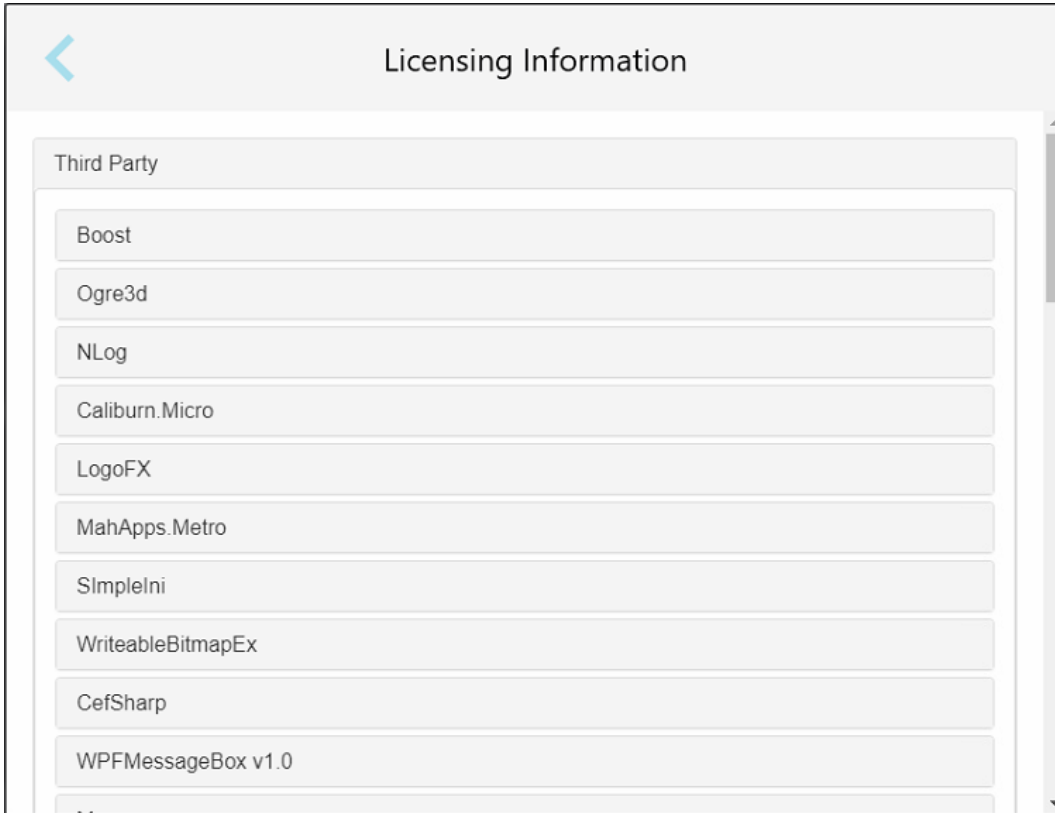 Licensing Information
Third Party
Boost
Ogre3d
NLog
Caliburn.Micro
LogoFX
MahApps.Metro
SImpleIni
WriteableBitmapEx
CefSharp
WPFMessageBox v1.0